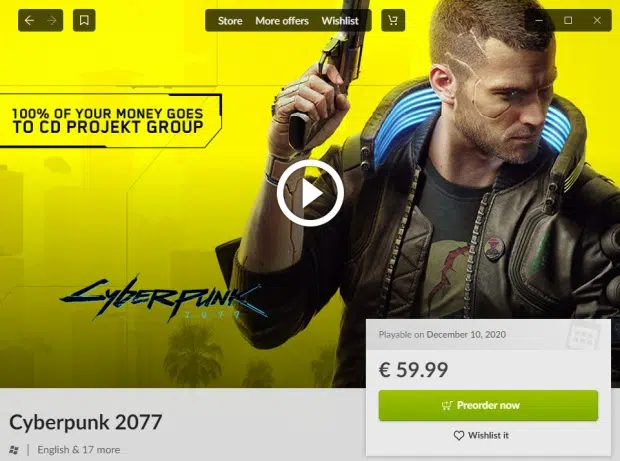 Store More offers Wishlist
100% OF YOUR MONEY GOES
TO CD PROJEKT GROUP
Cyberpunk
2077
Playable on December 10, 2020
€ 59.99
Preorder now
Wishlist it
Cyberpunk 2077
English & 17 more